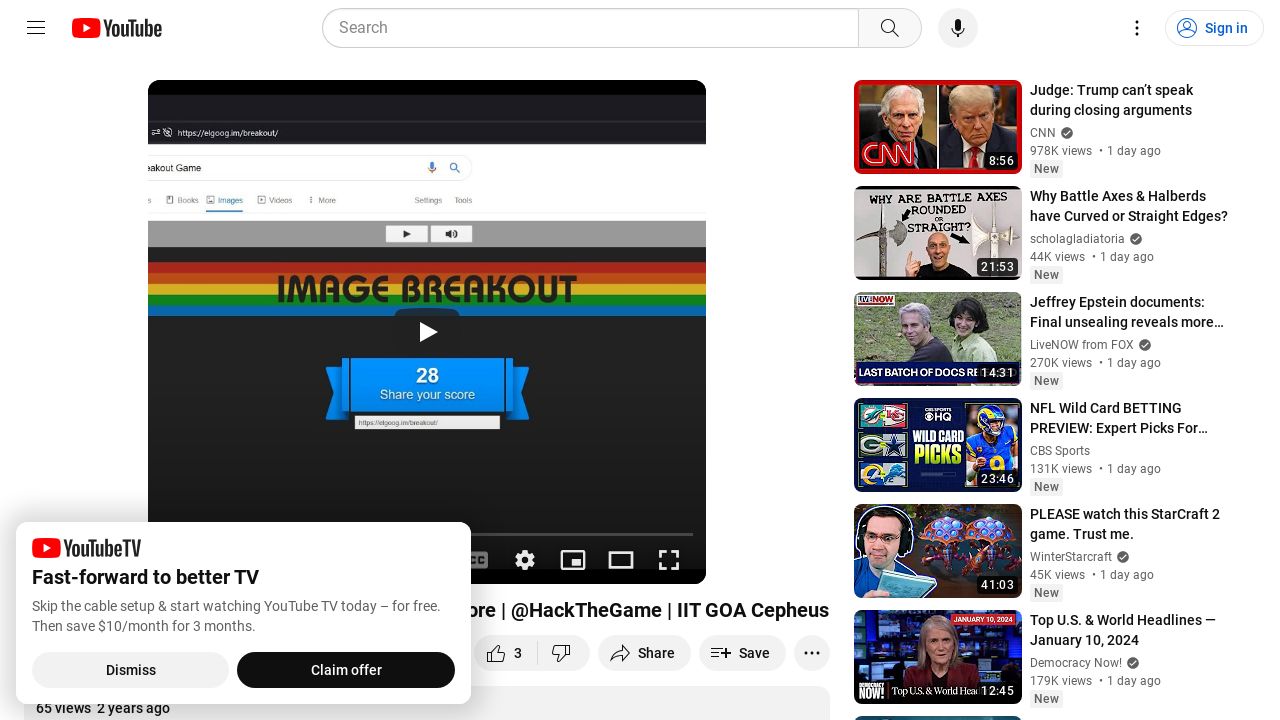 YouTube
Search
Sign in
https://elgoog.im/breakout/
eakout Game
Books
Images
Videos
More
Settings
Tools
IMAGE BREAKOUT
28
Share your score
https://elgoog.im/breakout/
YouTubeTV
Fast-forward to better TV
Skip the cable setup & start watching YouTube TV today – for free.
Then save $10/month for 3 months.
Dismiss
Claim offer
ore | @HackTheGame | IIT GOA Cepheus
3
Share
Save
65 views 2 years ago
CNN
8:56
Judge: Trump can’t speak
during closing arguments
CNN
978K views • 1 day ago
New
WHY ARE BATTLE AXES
ROUNDED
OR
STRAIGHT?
21:53
Why Battle Axes & Halberds
have Curved or Straight Edges?
scholagladiatoria
44K views • 1 day ago
New
LIVENOW
LAST BATCH OF DOCS RE
14:31
Jeffrey Epstein documents:
Final unsealing reveals more…
LiveNOW from FOX
270K views • 1 day ago
New
CBS SPORTS
HQ
WILD CARD
PICKS
23:46
NFL Wild Card BETTING
PREVIEW: Expert Picks For…
CBS Sports
131K views • 1 day ago
New
41:03
PLEASE watch this StarCraft 2
game. Trust me.
WinterStarcraft
45K views • 1 day ago
New
JANUARY 10, 2024
DEMOCRACY
NOW!
Top U.S. & World Head
12:45
Top U.S. & World Headlines —
January 10, 2024
Democracy Now!
179K views • 1 day ago
New